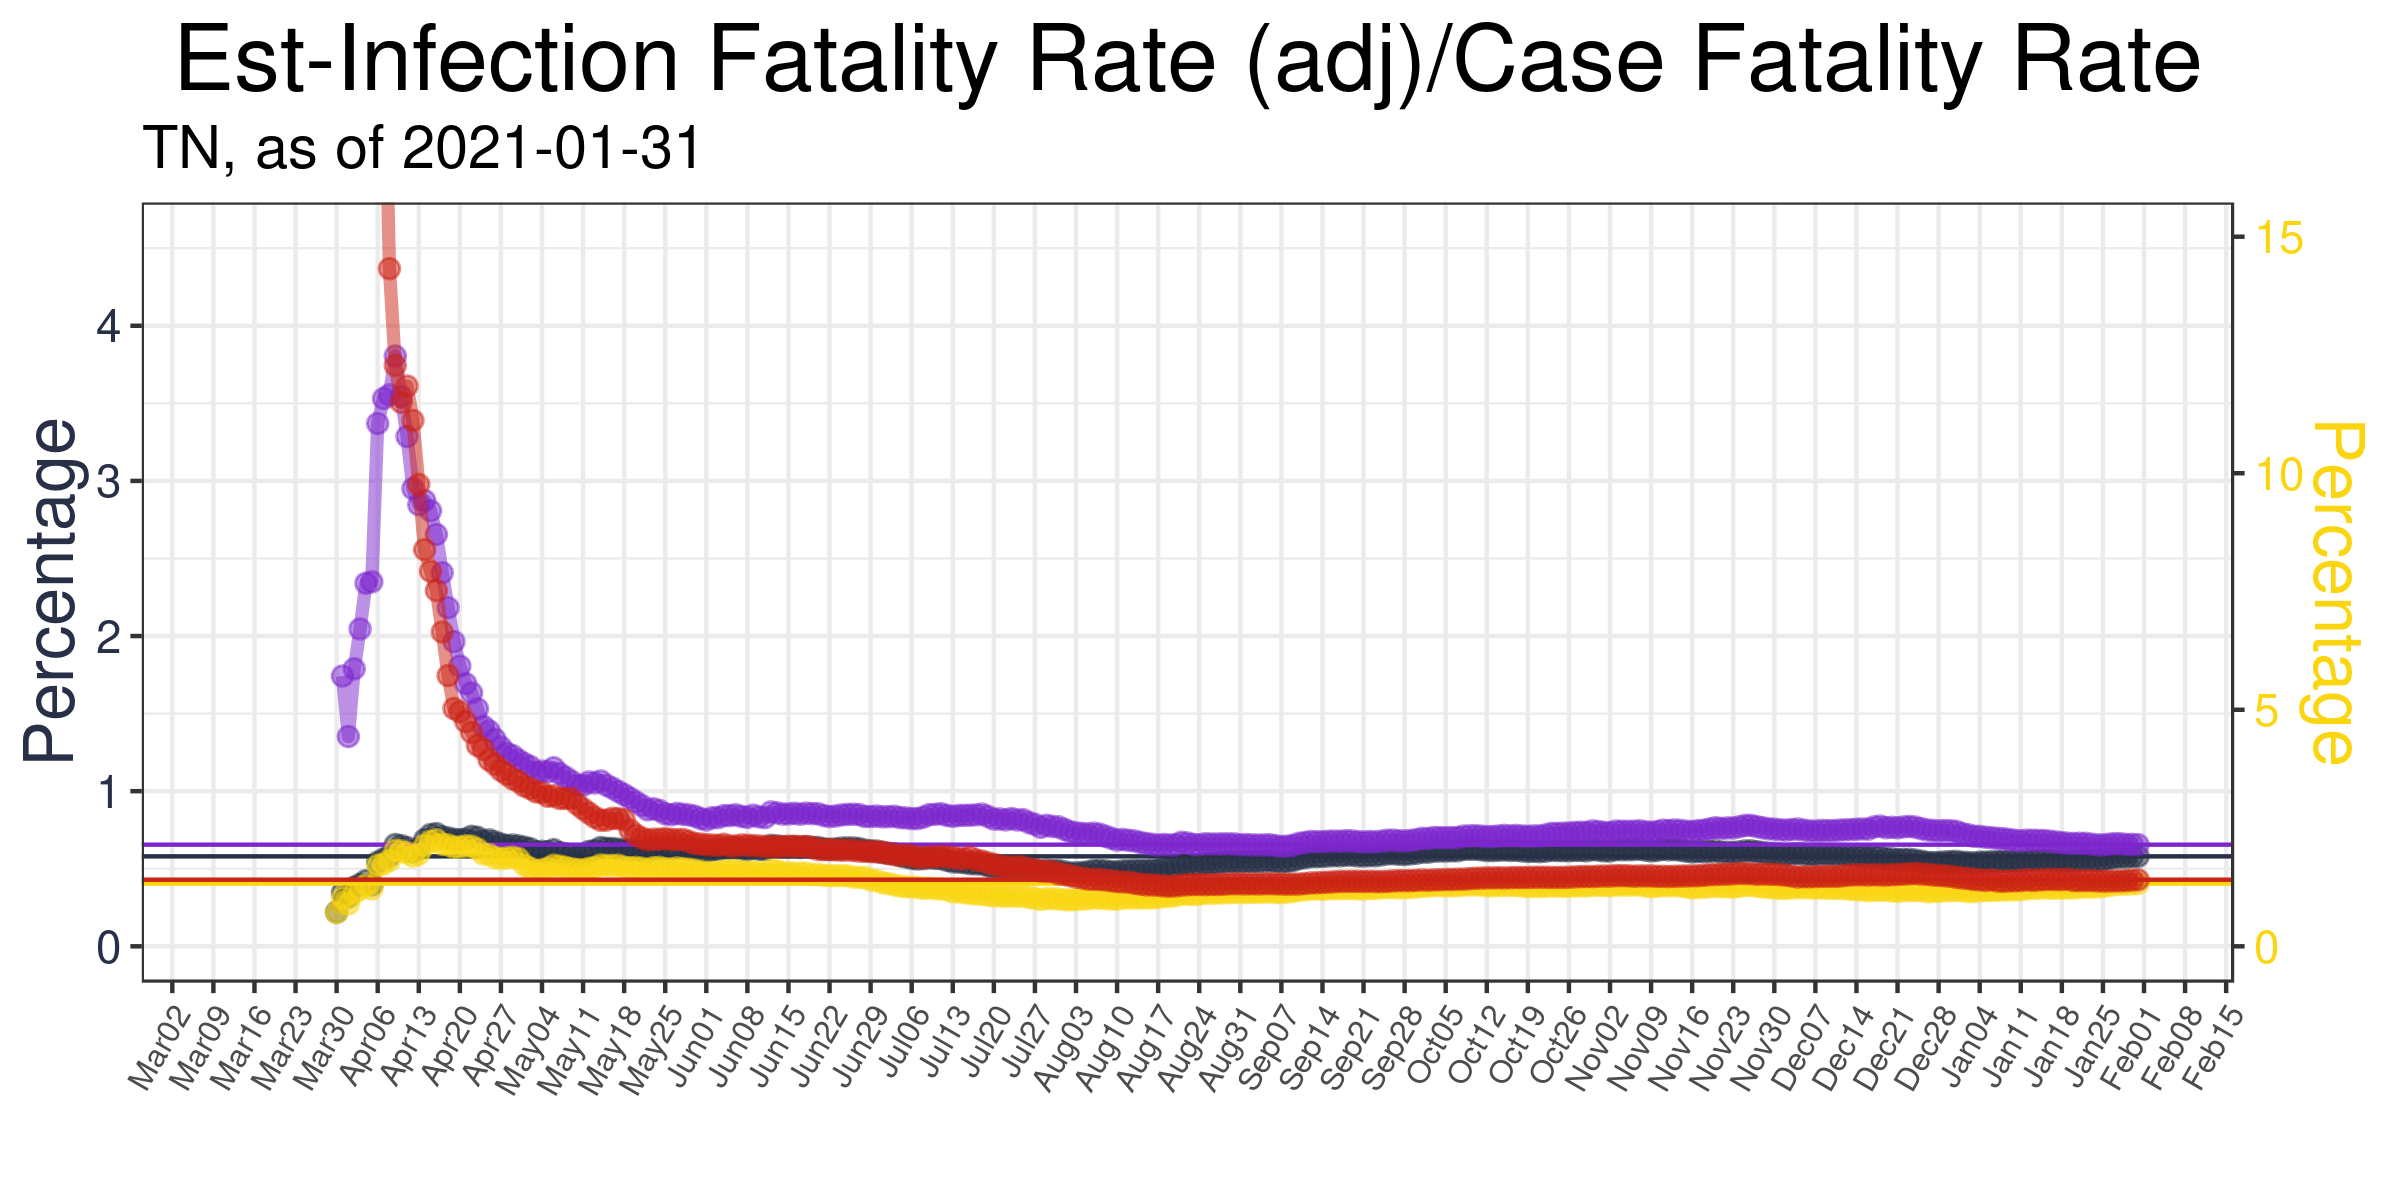 Est-Infection Fatality Rate (adj)/Case Fatality Rate
TN, as of 2021-01-31
Percentage
4
3
2
1
0
15
10
5
0
Percentage
Mar02
Mar09
Mar16
Mar23
Mar30
Apr06
Apr13
Apr20
Apr27
May04
May11
May18
May25
Jun01
Jun08
Jun15
Jun22
Jun29
Jul06
Jul13
Jul20
Jul27
Aug03
Aug10
Aug17
Aug24
Aug31
Sep07
Sep14
Sep21
Sep28
Oct05
Oct12
Oct19
Oct26
Nov02
Nov09
Nov16
Nov23
Nov30
Dec07
Dec14
Dec21
Dec28
Jan04
Jan11
Jan18
Jan25
Feb01
Feb08
Feb15